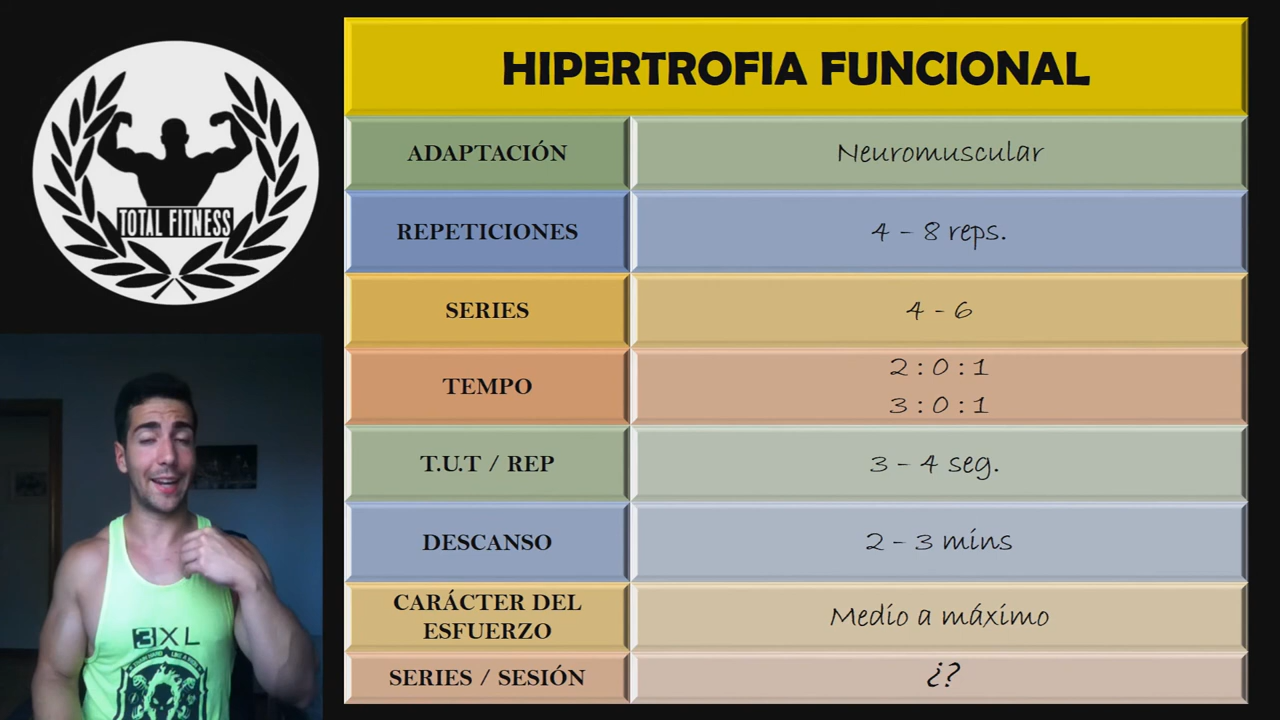 HIPERTROFIA FUNCIONAL
TOTAL FITNESS
ADAPTACIÓN
Neuromuscular
REPETICIONES
4 - 8 reps.
SERIES
4 - 6
TEMPO
2 : 0 : 1
3 : 0 : 1
T.U.T / REP
3 - 4 seg.
DESCANSO
2 - 3 mins
CARÁCTER DEL
ESFUERZO
Medio a máximo
SERIES / SESIÓN
¿?
3XL